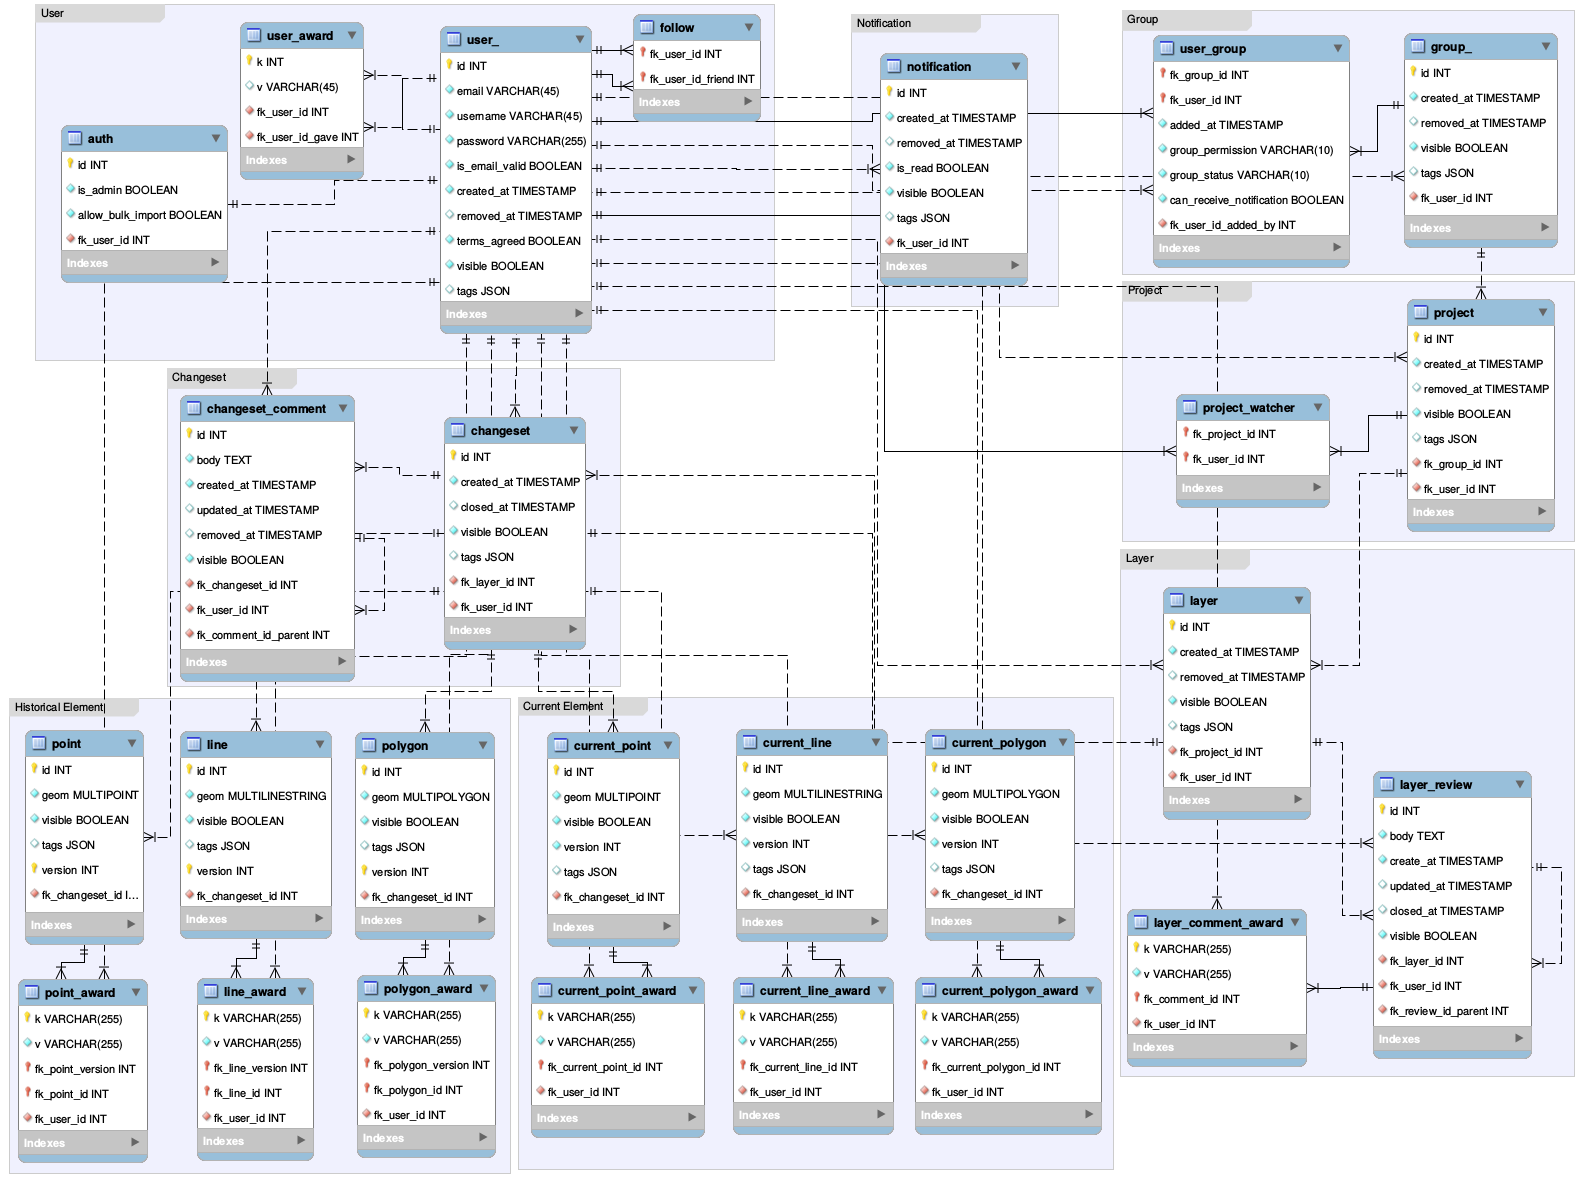 User
user_award
k INT
v VARCHAR(45)
fk_user_id INT
fk_user_id_gave INT
Indexes
auth
id INT
is_admin BOOLEAN
allow_bulk_import BOOLEAN
fk_user_id INT
Indexes
user_
id INT
email VARCHAR(45)
username VARCHAR(45)
password VARCHAR(255)
is_email_valid BOOLEAN
created_at TIMESTAMP
removed_at TIMESTAMP
terms_agreed BOOLEAN
visible BOOLEAN
tags JSON
Indexes
follow
fk_user_id INT
fk_user_id_friend INT
Indexes
Notification
notification
id INT
created_at TIMESTAMP
removed_at TIMESTAMP
is_read BOOLEAN
visible BOOLEAN
tags JSON
fk_user_id INT
Indexes
Group
user_group
fk_group_id INT
fk_user_id INT
added_at TIMESTAMP
group_permission VARCHAR(10)
group_status VARCHAR(10)
can_receive_notification BOOLEAN
fk_user_id_added_by INT
Indexes
group_
id INT
created_at TIMESTAMP
removed_at TIMESTAMP
visible BOOLEAN
tags JSON
fk_user_id INT
Indexes
Project
project
id INT
created_at TIMESTAMP
removed_at TIMESTAMP
visible BOOLEAN
tags JSON
fk_group_id INT
fk_user_id INT
Indexes
project_watcher
fk_project_id INT
fk_user_id INT
Indexes
Changeset
changeset_comment
id INT
body TEXT
created_at TIMESTAMP
updated_at TIMESTAMP
removed_at TIMESTAMP
visible BOOLEAN
fk_changeset_id INT
fk_user_id INT
fk_comment_id_parent INT
Indexes
changeset
id INT
created_at TIMESTAMP
closed_at TIMESTAMP
visible BOOLEAN
tags JSON
fk_layer_id INT
fk_user_id INT
Indexes
Layer
layer
id INT
created_at TIMESTAMP
removed_at TIMESTAMP
visible BOOLEAN
tags JSON
fk_project_id INT
fk_user_id INT
Indexes
layer_review
id INT
body TEXT
create_at TIMESTAMP
updated_at TIMESTAMP
closed_at TIMESTAMP
visible BOOLEAN
fk_layer_id INT
fk_user_id INT
fk_review_id_parent INT
Indexes
layer_comment_award
k VARCHAR(255)
v VARCHAR(255)
fk_comment_id INT
fk_user_id INT
Indexes
Historical Element
point
id INT
geom MULTIPOINT
visible BOOLEAN
tags JSON
version INT
fk_changeset_id I...
Indexes
line
id INT
geom MULTILINESTRING
visible BOOLEAN
tags JSON
version INT
fk_changeset_id INT
Indexes
polygon
id INT
geom MULTIPOLYGON
visible BOOLEAN
tags JSON
version INT
fk_changeset_id INT
Indexes
point_award
k VARCHAR(255)
v VARCHAR(255)
fk_point_version INT
fk_point_id INT
fk_user_id INT
Indexes
line_award
k VARCHAR(255)
v VARCHAR(255)
fk_line_version INT
fk_line_id INT
fk_user_id INT
Indexes
polygon_award
k VARCHAR(255)
v VARCHAR(255)
fk_polygon_version INT
fk_polygon_id INT
fk_user_id INT
Indexes
Current Element
current_point
id INT
geom MULTIPOINT
visible BOOLEAN
version INT
tags JSON
fk_changeset_id INT
Indexes
current_line
id INT
geom MULTILINESTRING
visible BOOLEAN
version INT
tags JSON
fk_changeset_id INT
Indexes
current_polygon
id INT
geom MULTIPOLYGON
visible BOOLEAN
version INT
tags JSON
fk_changeset_id INT
Indexes
current_point_award
k VARCHAR(255)
v VARCHAR(255)
fk_current_point_id INT
fk_user_id INT
Indexes
current_line_award
k VARCHAR(255)
v VARCHAR(255)
fk_current_line_id INT
fk_user_id INT
Indexes
current_polygon_award
k VARCHAR(255)
v VARCHAR(255)
fk_current_polygon_id INT
fk_user_id INT
Indexes